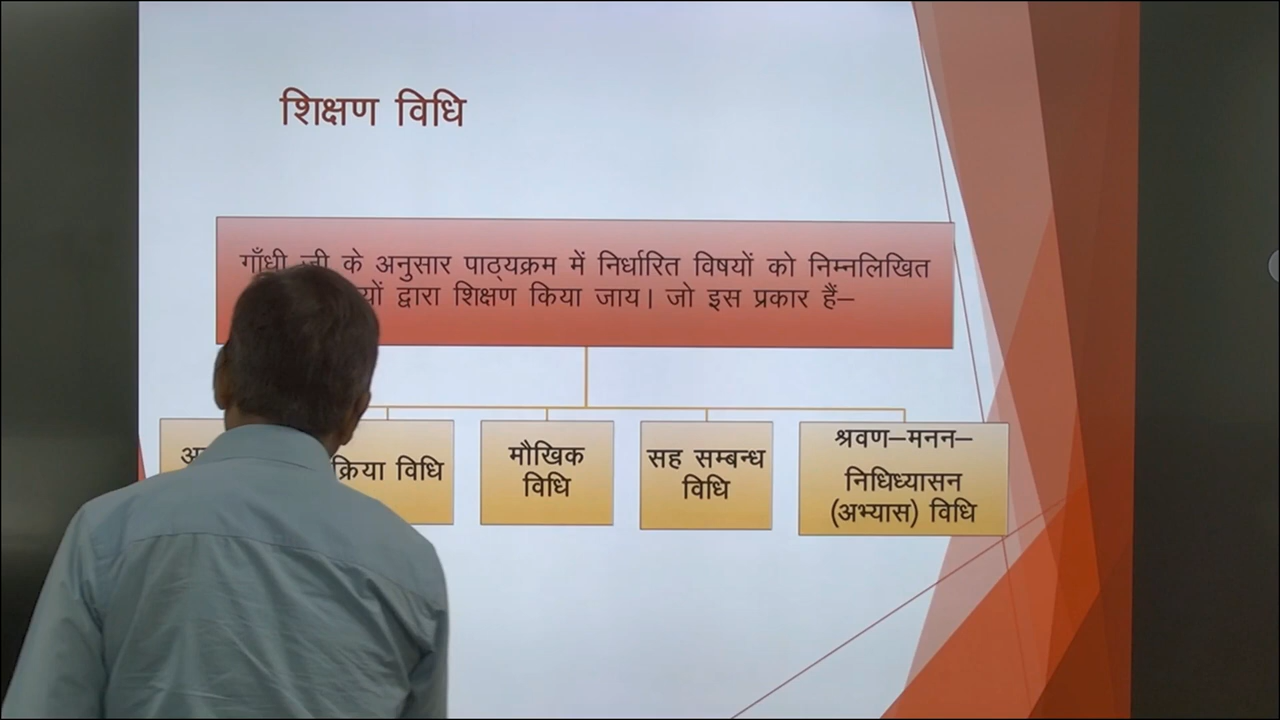 शिक्षण विधि
गाँधी जी के अनुसार पाठ्यक्रम में निर्धारित विषयों को निम्नलिखित
द्वारा शिक्षण किया जाय। जो इस प्रकार हैं–
क्रिया विधि
मौखिक
विधि
सह सम्बन्ध
विधि
श्रवण–मनन–
निधिध्यासन
(अभ्यास) विधि